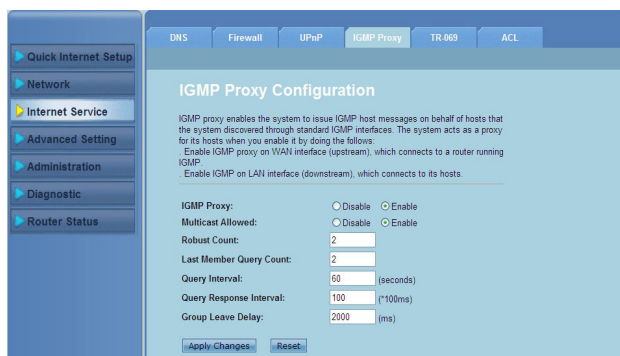 DNS Firewall UPnP IGMP Proxy TR-069 ACL
Quick Internet Setup
Network
Internet Service
Advanced Setting
Administration
Diagnostic
Router Status
IGMP Proxy Configuration
IGMP proxy enables the system to issue IGMP host messages on behalf of hosts that
the system discovered through standard IGMP interfaces. The system acts as a proxy
for its hosts when you enable it by doing the follows:
. Enable IGMP proxy on WAN interface (upstream), which connects to a router running
IGMP.
. Enable IGMP on LAN interface (downstream), which connects to its hosts.
IGMP Proxy: Disable Enable
Multicast Allowed: Disable Enable
Robust Count: 2
Last Member Query Count: 2
Query Interval: 60 (seconds)
Query Response Interval: 100 (*100ms)
Group Leave Delay: 2000 (ms)
Apply Changes Reset